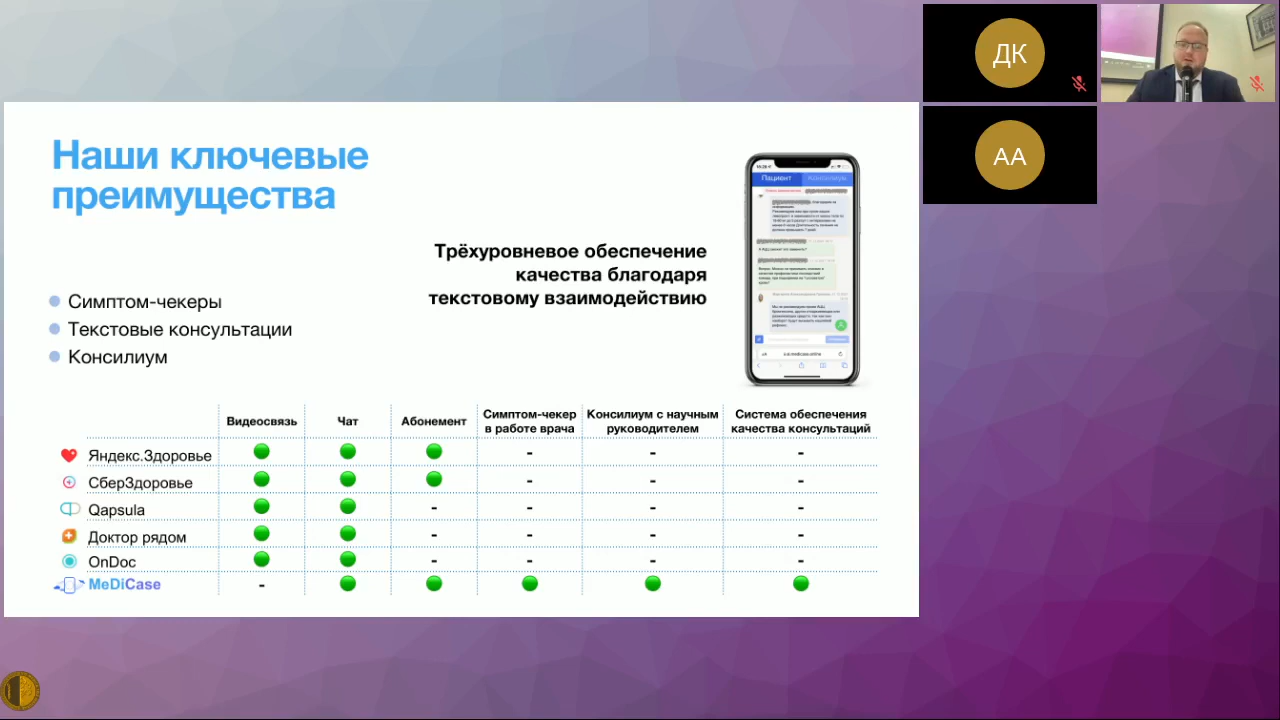 Наши ключевые
преимущества
Трёхуровневое обеспечение
качества благодаря
текстовому взаимодействию
Симптом-чекеры
Текстовые консультации
Консилиум
Пациент
Консилиум
Видеосвязь
Чат
Абонемент
Симптом-чекер
в работе врача
Консилиум с научным
руководителем
Система обеспечения
качества консультаций
Яндекс.Здоровье - - -
СберЗдоровье - - -
Qapsula - - - -
Доктор рядом - - - -
OnDoc - - - -
MeDiCase -
ДК
АА